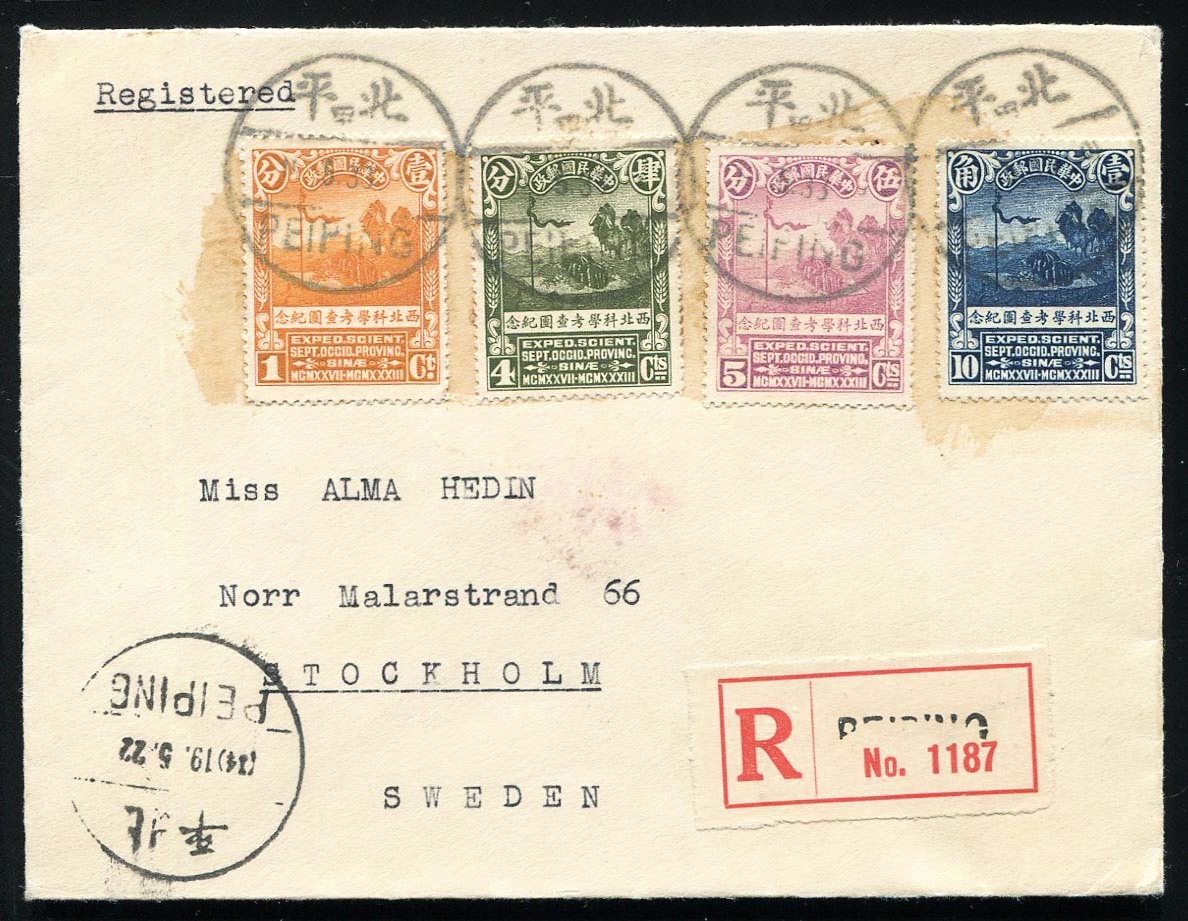 Registered
北平
北平
北平
北平
PEIPING
PEIPING
PEIPING
壹 中華民國郵政 分
西北科學考查團紀念
EXPED. SCIENT.
SEPT. OCCID. PROVINC.
SINÆ
MCMXXVII-MCMXXXIII
1 Ct.
肆 中華民國郵政 分
西北科學考查團紀念
EXPED. SCIENT.
SEPT. OCCID. PROVINC.
SINÆ
MCMXXVII-MCMXXXIII
4 Cts
伍 中華民國郵政 分
西北科學考查團紀念
EXPED. SCIENT.
SEPT. OCCID. PROVINC.
SINÆ
MCMXXVII-MCMXXXIII
5 Cts
壹 中華民國郵政 角
西北科學考查團紀念
EXPED. SCIENT.
SEPT. OCCID. PROVINC.
SINÆ
MCMXXVII-MCMXXXIII
10 Cts
Miss ALMA HEDIN
Norr Malarstrand 66
STOCKHOLM
SWEDEN
北平
22. 5. 19
PEIPING
R
No. 1187